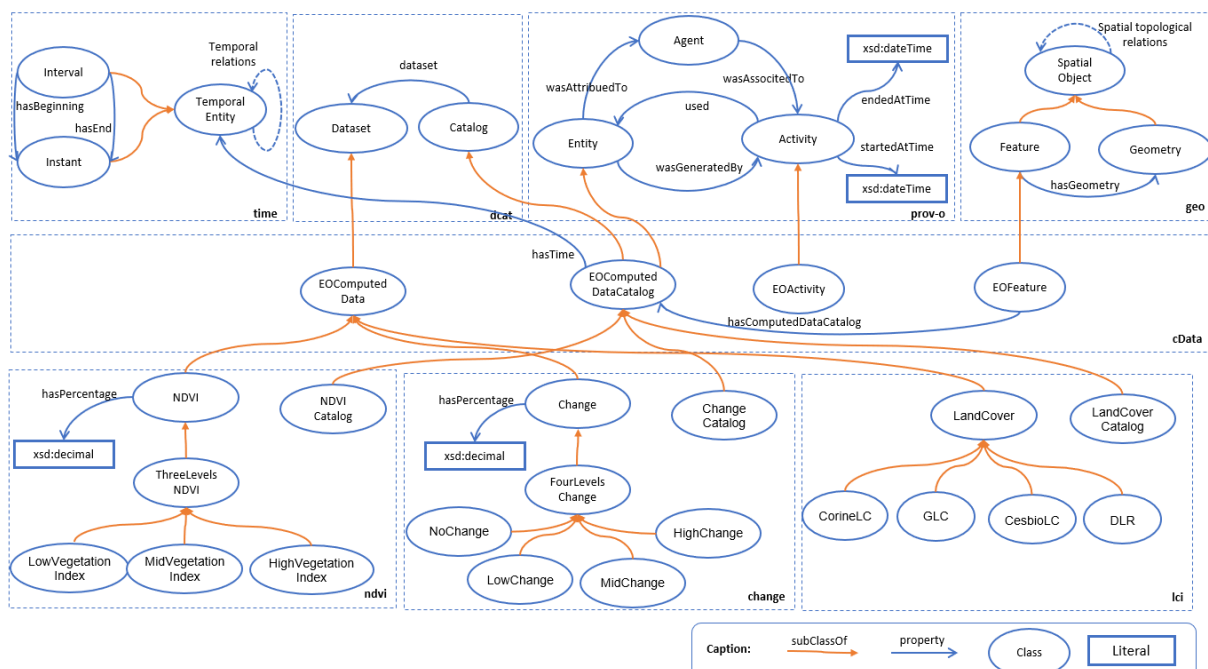 Interval
hasBeginning
hasEnd
Instant
Temporal
relations
Temporal
Entity
time
dataset
Dataset
Catalog
dcat
Agent
wasAttribuedTo
wasAssocitedTo
used
Entity
Activity
wasGeneratedBy
xsd:dateTime
endedAtTime
startedAtTime
xsd:dateTime
prov-o
Spatial topological
relations
Spatial
Object
Feature
Geometry
hasGeometry
geo
hasTime
EOComputed
Data
EOComputed
DataCatalog
EOActivity
EOFeature
hasComputedDataCatalog
cData
hasPercentage
NDVI
NDVI
Catalog
xsd:decimal
ThreeLevels
NDVI
LowVegetation
Index
MidVegetation
Index
HighVegetation
Index
ndvi
hasPercentage
Change
Change
Catalog
xsd:decimal
FourLevels
Change
NoChange
HighChange
LowChange
MidChange
change
LandCover
LandCover
Catalog
CorineLC
GLC
CesbioLC
DLR
lci
Caption:
subClassOf
property
Class
Literal